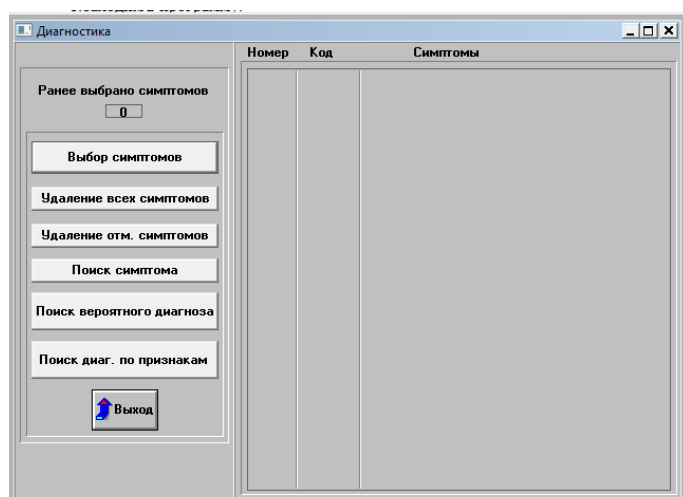 Диагностика
Номер Код Симптомы
Ранее выбрано симптомов
0
Выбор симптомов
Удаление всех симптомов
Удаление отм. симптомов
Поиск симптома
Поиск вероятного диагноза
Поиск диаг. по признакам
Выход